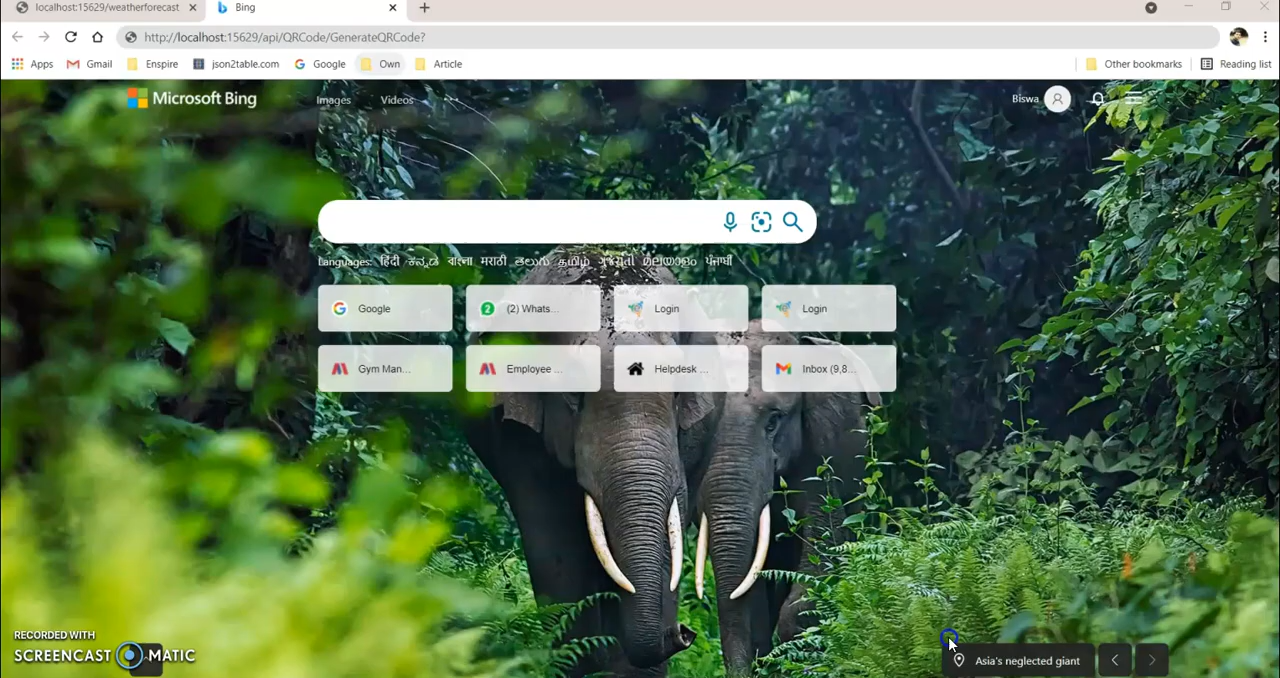 localhost:15629/weatherforecast
Bing
http://localhost:15629/api/QRCode/GenerateQRCode?
Apps Gmail Enspire json2table.com Google Own Article Other bookmarks Reading list
Microsoft Bing Images Videos Biswa
Languages: हिंदी ಕನ್ನಡ বাংলা मराठी తెలుగు தமிழ் ગુજરાતી മലയാളം ਪੰਜਾਬੀ
Google (2) Whats... Login Login
Gym Man... Employee ... Helpdesk ... Inbox (9,8...
RECORDED WITH
SCREENCAST MATIC
Asia's neglected giant